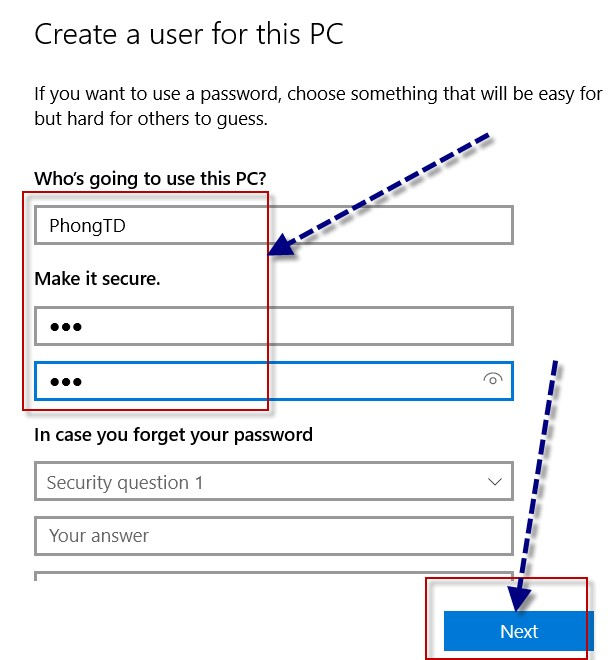 Create a user for this PC
If you want to use a password, choose something that will be easy for
but hard for others to guess.
Who's going to use this PC?
PhongTD
Make it secure.
●●●
●●●
In case you forget your password
Security question 1
Your answer
Next